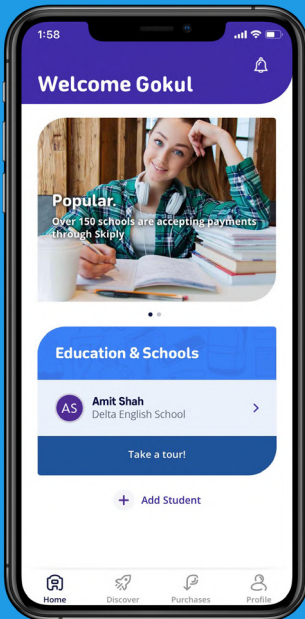 1:58
Welcome Gokul
Popular.
Over 150 schools are accepting payments
through Skiply
Education & Schools
AS
Amit Shah
Delta English School
Take a tour!
+ Add Student
Home
Discover
Purchases
Profile